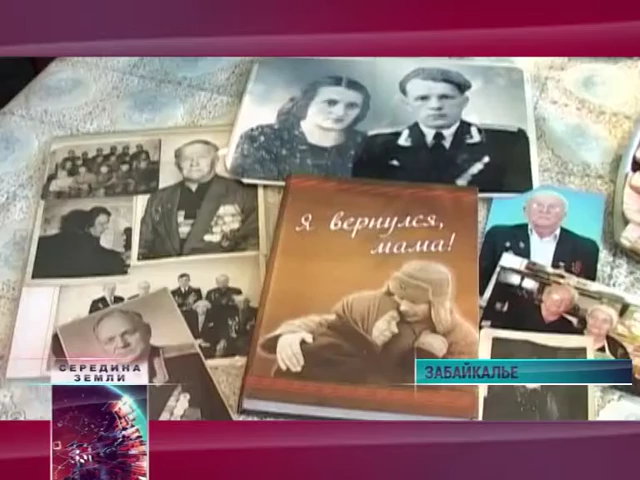 Я вернулся,
мама!
СЕРЕДИНА
ЗЕМЛИ
ЗАБАЙКАЛЬЕ